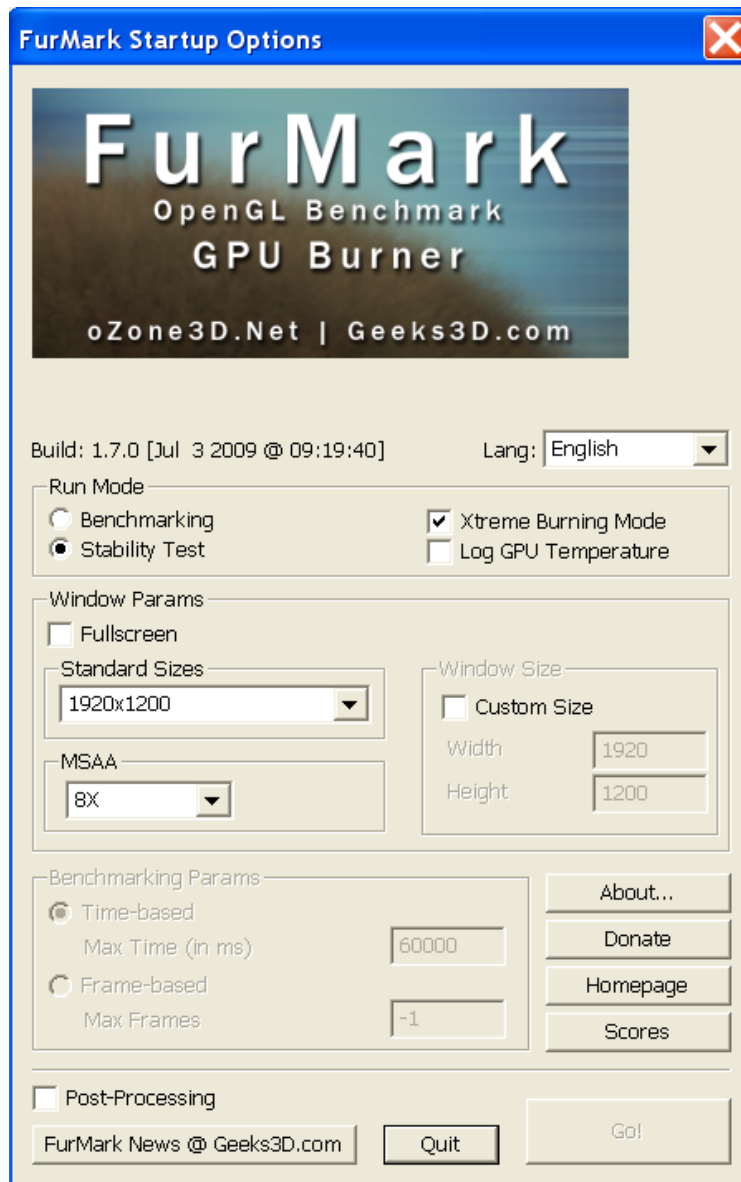 FurMark Startup Options
FurMark
OpenGL Benchmark
GPU Burner
oZone3D.Net | Geeks3D.com
Build: 1.7.0 [Jul 3 2009 @ 09:19:40]
Lang: English
Run Mode
Benchmarking
Xtreme Burning Mode
Stability Test
Log GPU Temperature
Window Params
Fullscreen
Standard Sizes
1920x1200
Window Size
Custom Size
Width 1920
Height 1200
MSAA
8X
Benchmarking Params
Time-based
Max Time (in ms) 60000
Frame-based
Max Frames -1
About...
Donate
Homepage
Scores
Post-Processing
FurMark News @ Geeks3D.com
Quit
Go!